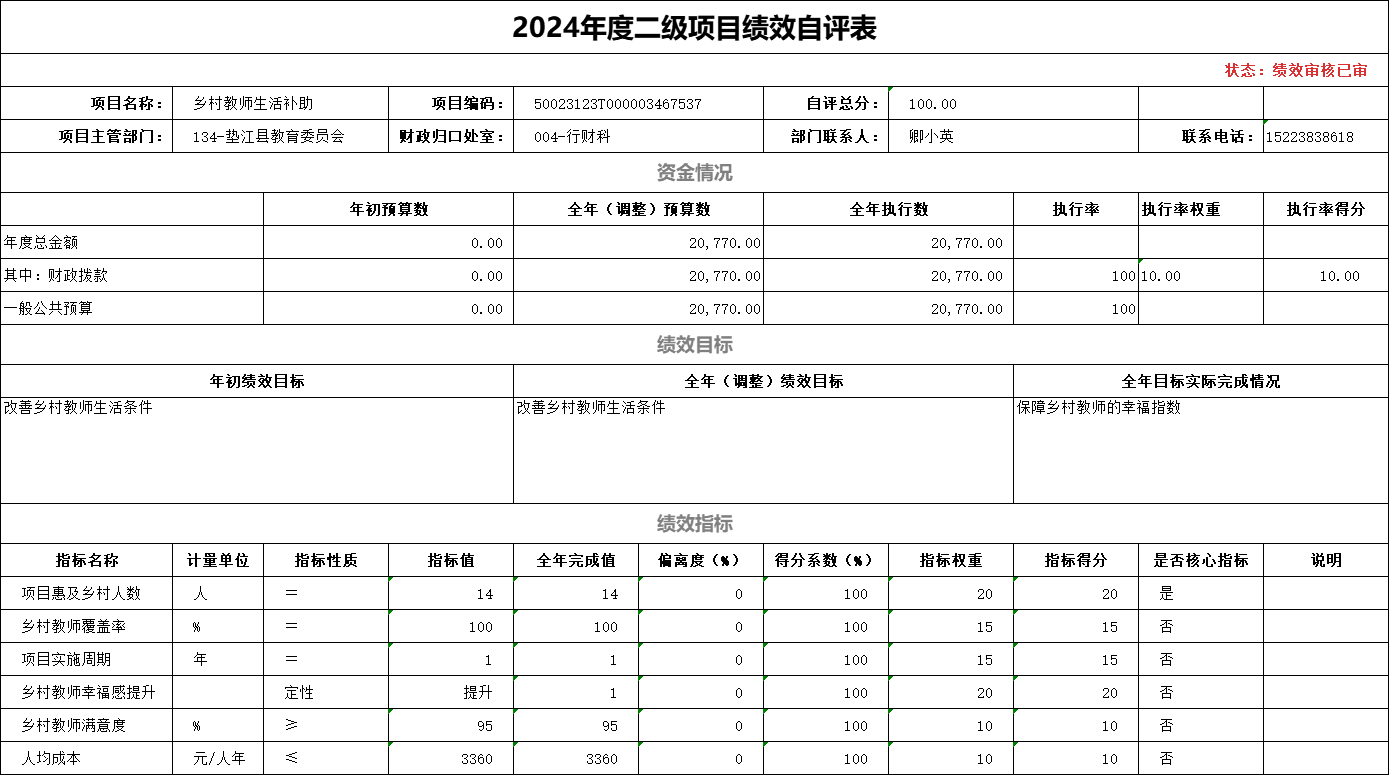 2024年度二级项目绩效自评表
状态：绩效审核已审
项目名称： 乡村教师生活补助 项目编码： 50023123T000003467537 自评总分： 100.00
项目主管部门： 134-垫江县教育委员会 财政归口处室： 004-行财科 部门联系人： 卿小英 联系电话： 15223838618
资金情况
年初预算数 全年（调整）预算数 全年执行数 执行率 执行率权重 执行率得分
年度总金额 0.00 20,770.00 20,770.00
其中：财政拨款 0.00 20,770.00 20,770.00 100 10.00 10.00
一般公共预算 0.00 20,770.00 20,770.00 100
绩效目标
年初绩效目标 全年（调整）绩效目标 全年目标实际完成情况
改善乡村教师生活条件 改善乡村教师生活条件 保障乡村教师的幸福指数
绩效指标
指标名称 计量单位 指标性质 指标值 全年完成值 偏离度（%） 得分系数（%） 指标权重 指标得分 是否核心指标 说明
项目惠及乡村人数 人 ＝ 14 14 0 100 20 20 是
乡村教师覆盖率 % ＝ 100 100 0 100 15 15 否
项目实施周期 年 ＝ 1 1 0 100 15 15 否
乡村教师幸福感提升 定性 提升 1 0 100 20 20 否
乡村教师满意度 % ≥ 95 95 0 100 10 10 否
人均成本 元/人年 ≤ 3360 3360 0 100 10 10 否